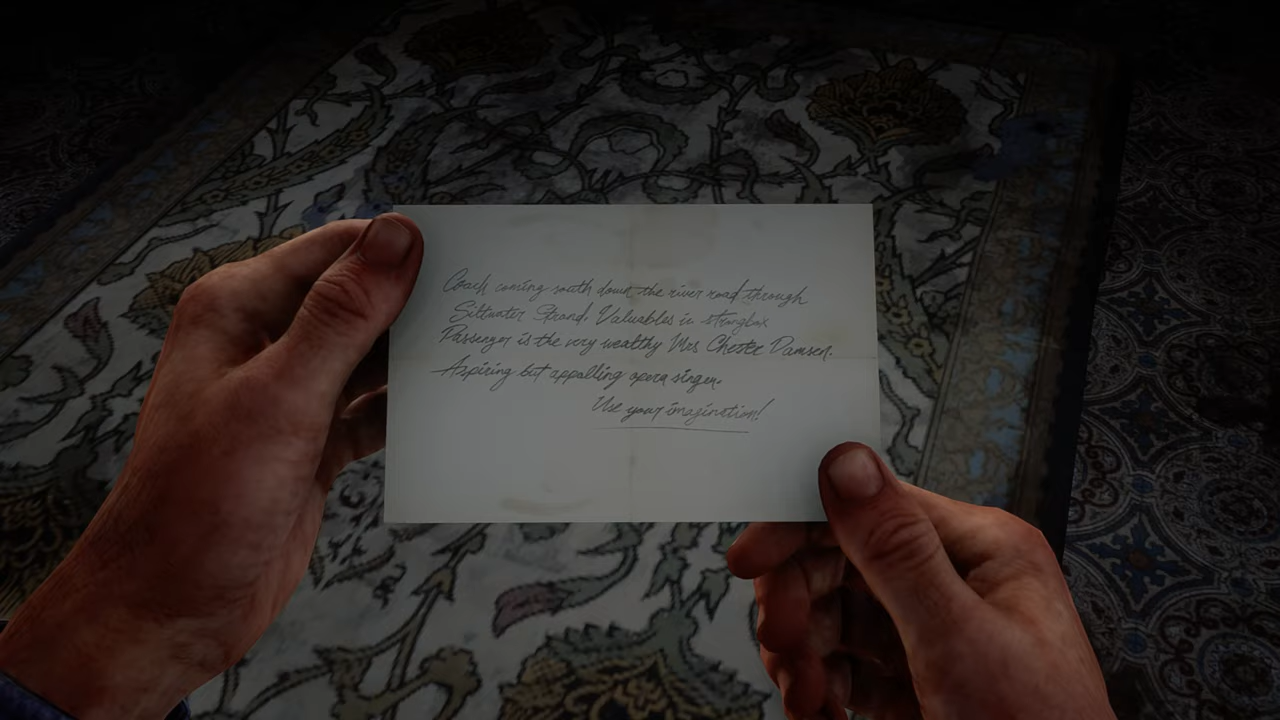 Coach coming south down the river road through
Siltwater Strand. Valuables in strongbox
Passenger is the very wealthy Mrs Chester Damsen.
Aspiring but appalling opera singer.
Use your imagination!